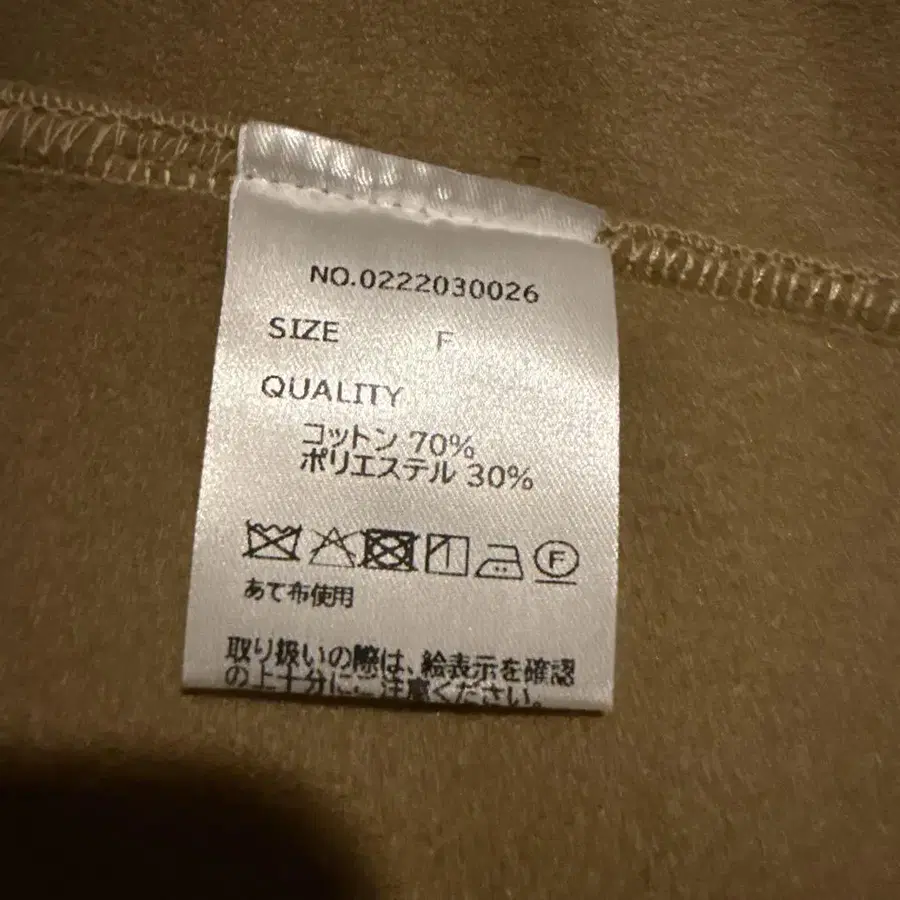 NO.0222030026
SIZE F
QUALITY
コットン 70%
ポリエステル 30%
F
あて布使用
取り扱いの際は、絵表示を確認
の上十分にご注意ください。